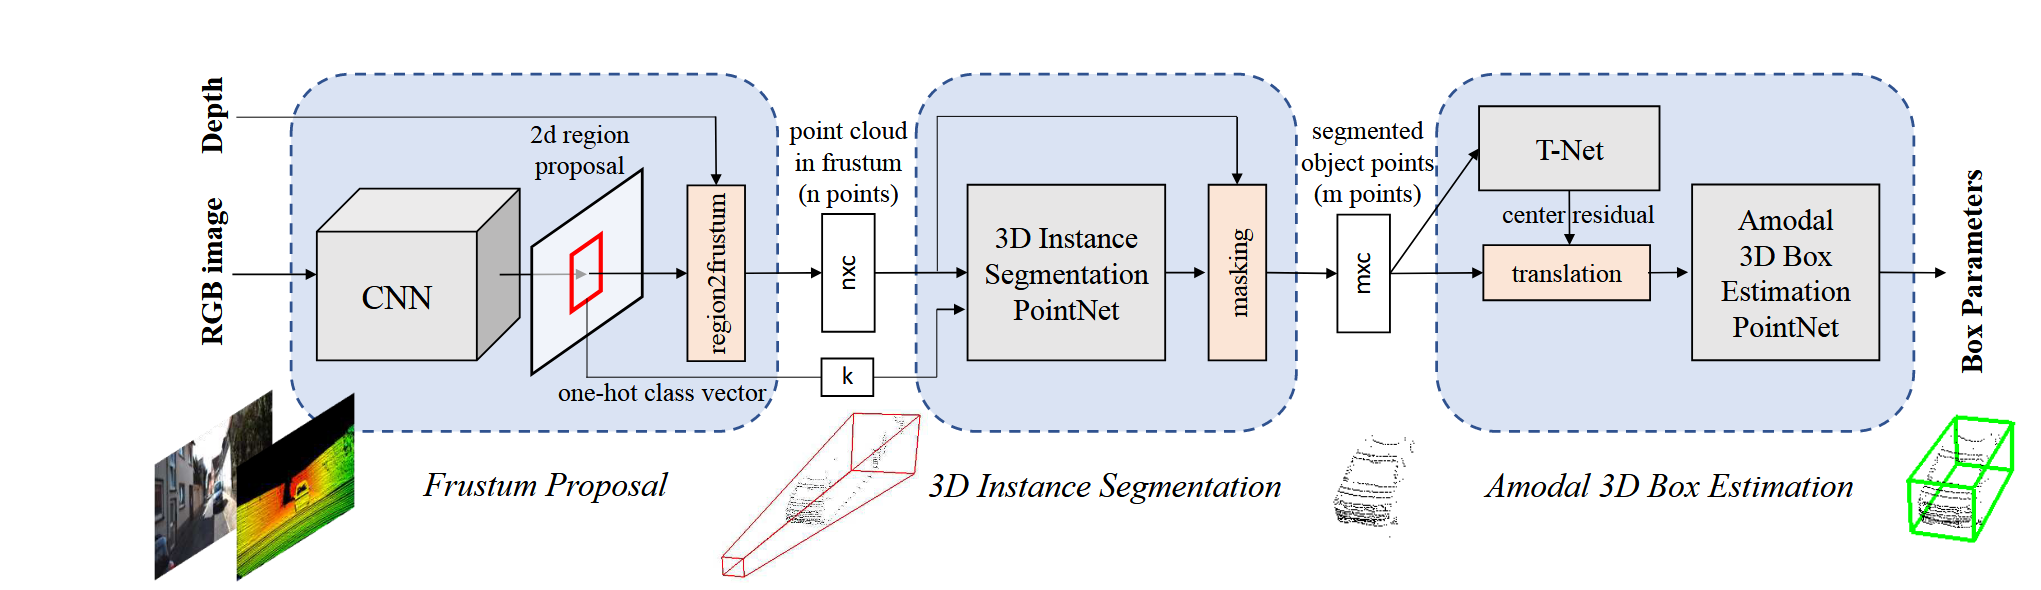 Depth
RGB image
CNN
2d region
proposal
region2frustum
one-hot class vector
point cloud
in frustum
(n points)
nxc
k
3D Instance
Segmentation
PointNet
masking
segmented
object points
(m points)
mxc
T-Net
center residual
translation
Amodal
3D Box
Estimation
PointNet
Box Parameters
Frustum Proposal
3D Instance Segmentation
Amodal 3D Box Estimation